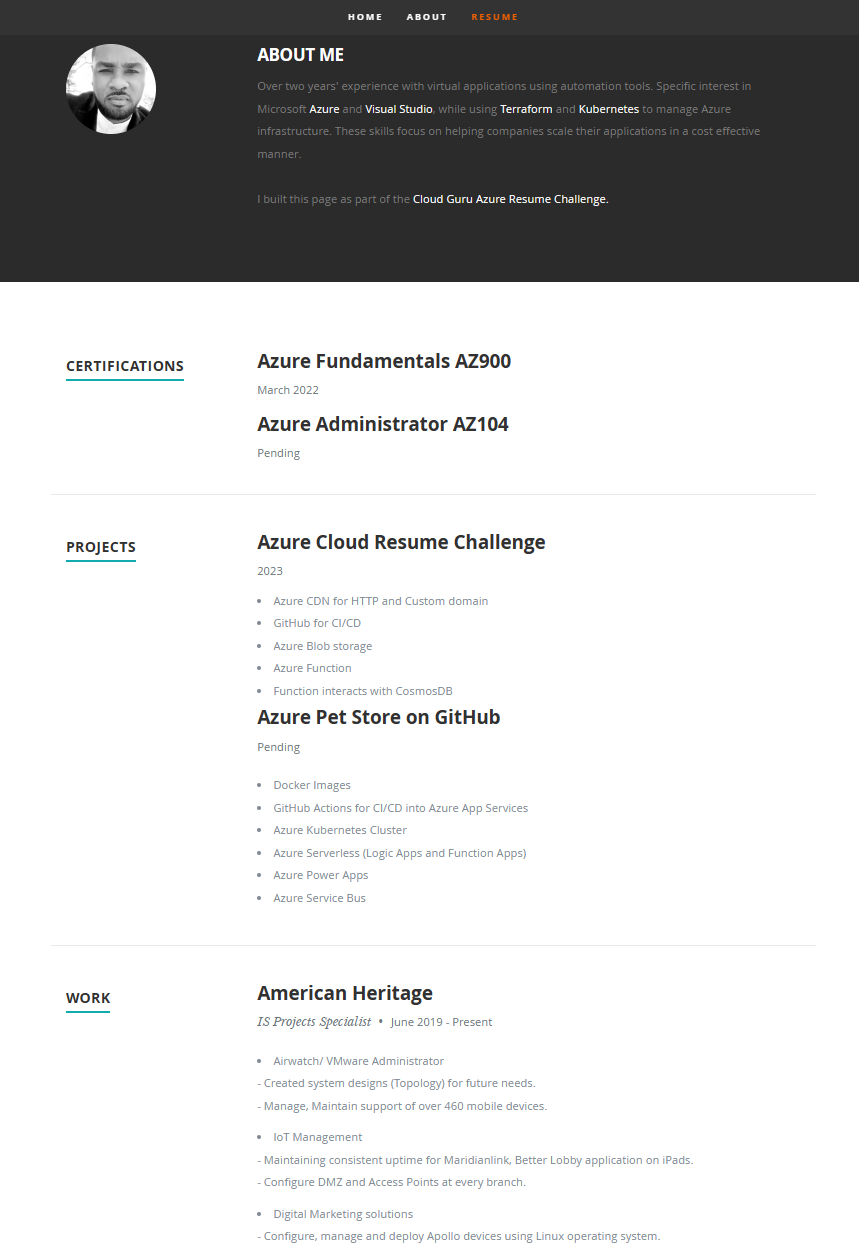 HOME ABOUT RESUME
ABOUT ME
Over two years' experience with virtual applications using automation tools. Specific interest in
Microsoft Azure and Visual Studio, while using Terraform and Kubernetes to manage Azure
infrastructure. These skills focus on helping companies scale their applications in a cost effective
manner.
I built this page as part of the Cloud Guru Azure Resume Challenge.
CERTIFICATIONS
Azure Fundamentals AZ900
March 2022
Azure Administrator AZ104
Pending
PROJECTS
Azure Cloud Resume Challenge
2023
• Azure CDN for HTTP and Custom domain
• GitHub for CI/CD
• Azure Blob storage
• Azure Function
• Function interacts with CosmosDB
Azure Pet Store on GitHub
Pending
• Docker Images
• GitHub Actions for CI/CD into Azure App Services
• Azure Kubernetes Cluster
• Azure Serverless (Logic Apps and Function Apps)
• Azure Power Apps
• Azure Service Bus
WORK
American Heritage
IS Projects Specialist • June 2019 - Present
• Airwatch/ VMware Administrator
- Created system designs (Topology) for future needs.
- Manage, Maintain support of over 460 mobile devices.
• IoT Management
- Maintaining consistent uptime for Maridianlink, Better Lobby application on iPads.
- Configure DMZ and Access Points at every branch.
• Digital Marketing solutions
- Configure, manage and deploy Apollo devices using Linux operating system.